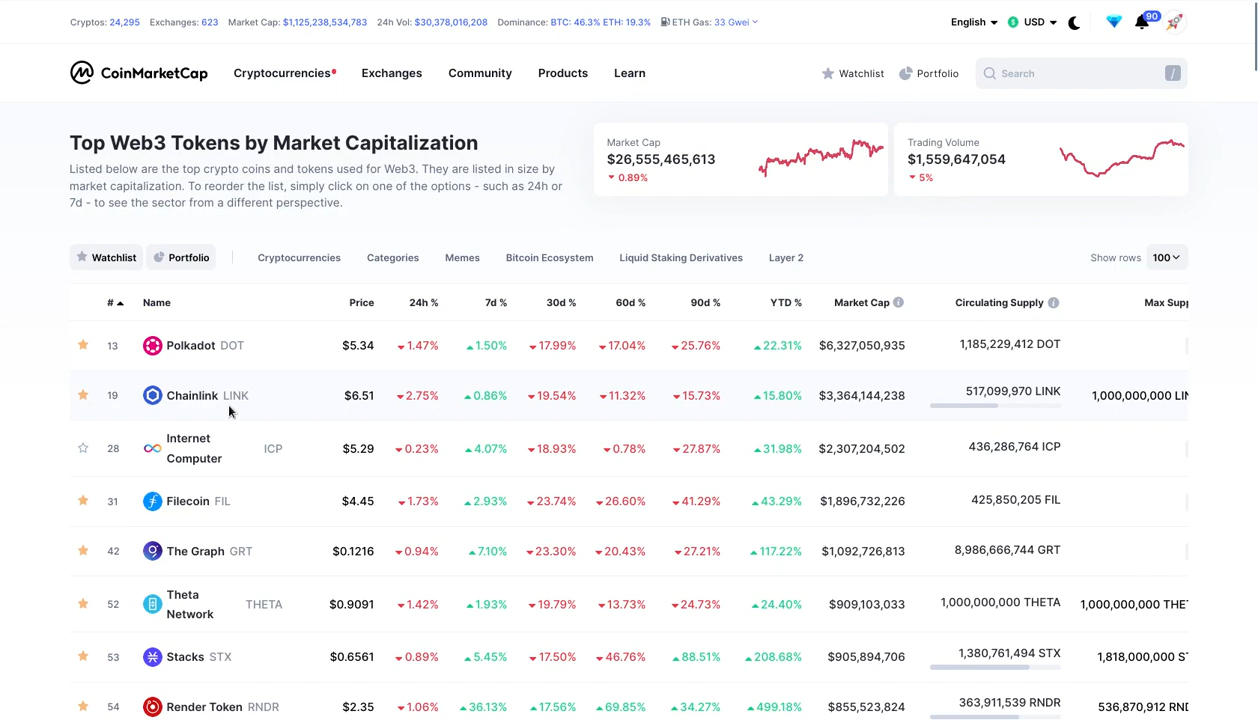 Cryptos: 24,295 Exchanges: 623 Market Cap: $1,125,238,534,783 24h Vol: $30,378,016,208 Dominance: BTC: 46.3% ETH: 19.3% ETH Gas: 33 Gwei English USD 90
CoinMarketCap Cryptocurrencies Exchanges Community Products Learn Watchlist Portfolio Search /
Top Web3 Tokens by Market Capitalization
Listed below are the top crypto coins and tokens used for Web3. They are listed in size by
market capitalization. To reorder the list, simply click on one of the options - such as 24h or
7d - to see the sector from a different perspective.
Market Cap
$26,555,465,613
0.89%
Trading Volume
$1,559,647,054
5%
Watchlist Portfolio Cryptocurrencies Categories Memes Bitcoin Ecosystem Liquid Staking Derivatives Layer 2 Show rows 100
# Name Price 24h % 7d % 30d % 60d % 90d % YTD % Market Cap Circulating Supply Max Supp
13 Polkadot DOT $5.34 1.47% 1.50% 17.99% 17.04% 25.76% 22.31% $6,327,050,935 1,185,229,412 DOT
19 Chainlink LINK $6.51 2.75% 0.86% 19.54% 11.32% 15.73% 15.80% $3,364,144,238 517,099,970 LINK 1,000,000,000 LIN
28 Internet Computer ICP $5.29 0.23% 4.07% 18.93% 0.78% 27.87% 31.98% $2,307,204,502 436,286,764 ICP
31 Filecoin FIL $4.45 1.73% 2.93% 23.74% 26.60% 41.29% 43.29% $1,896,732,226 425,850,205 FIL
42 The Graph GRT $0.1216 0.94% 7.10% 23.30% 20.43% 27.21% 117.22% $1,092,726,813 8,986,666,744 GRT
52 Theta Network THETA $0.9091 1.42% 1.93% 19.79% 13.73% 24.73% 24.40% $909,103,033 1,000,000,000 THETA 1,000,000,000 THET
53 Stacks STX $0.6561 0.89% 5.45% 17.50% 46.76% 88.51% 208.68% $905,894,706 1,380,761,494 STX 1,818,000,000 ST
54 Render Token RNDR $2.35 1.06% 36.13% 17.56% 69.85% 34.27% 499.18% $855,523,824 363,911,539 RNDR 536,870,912 RND